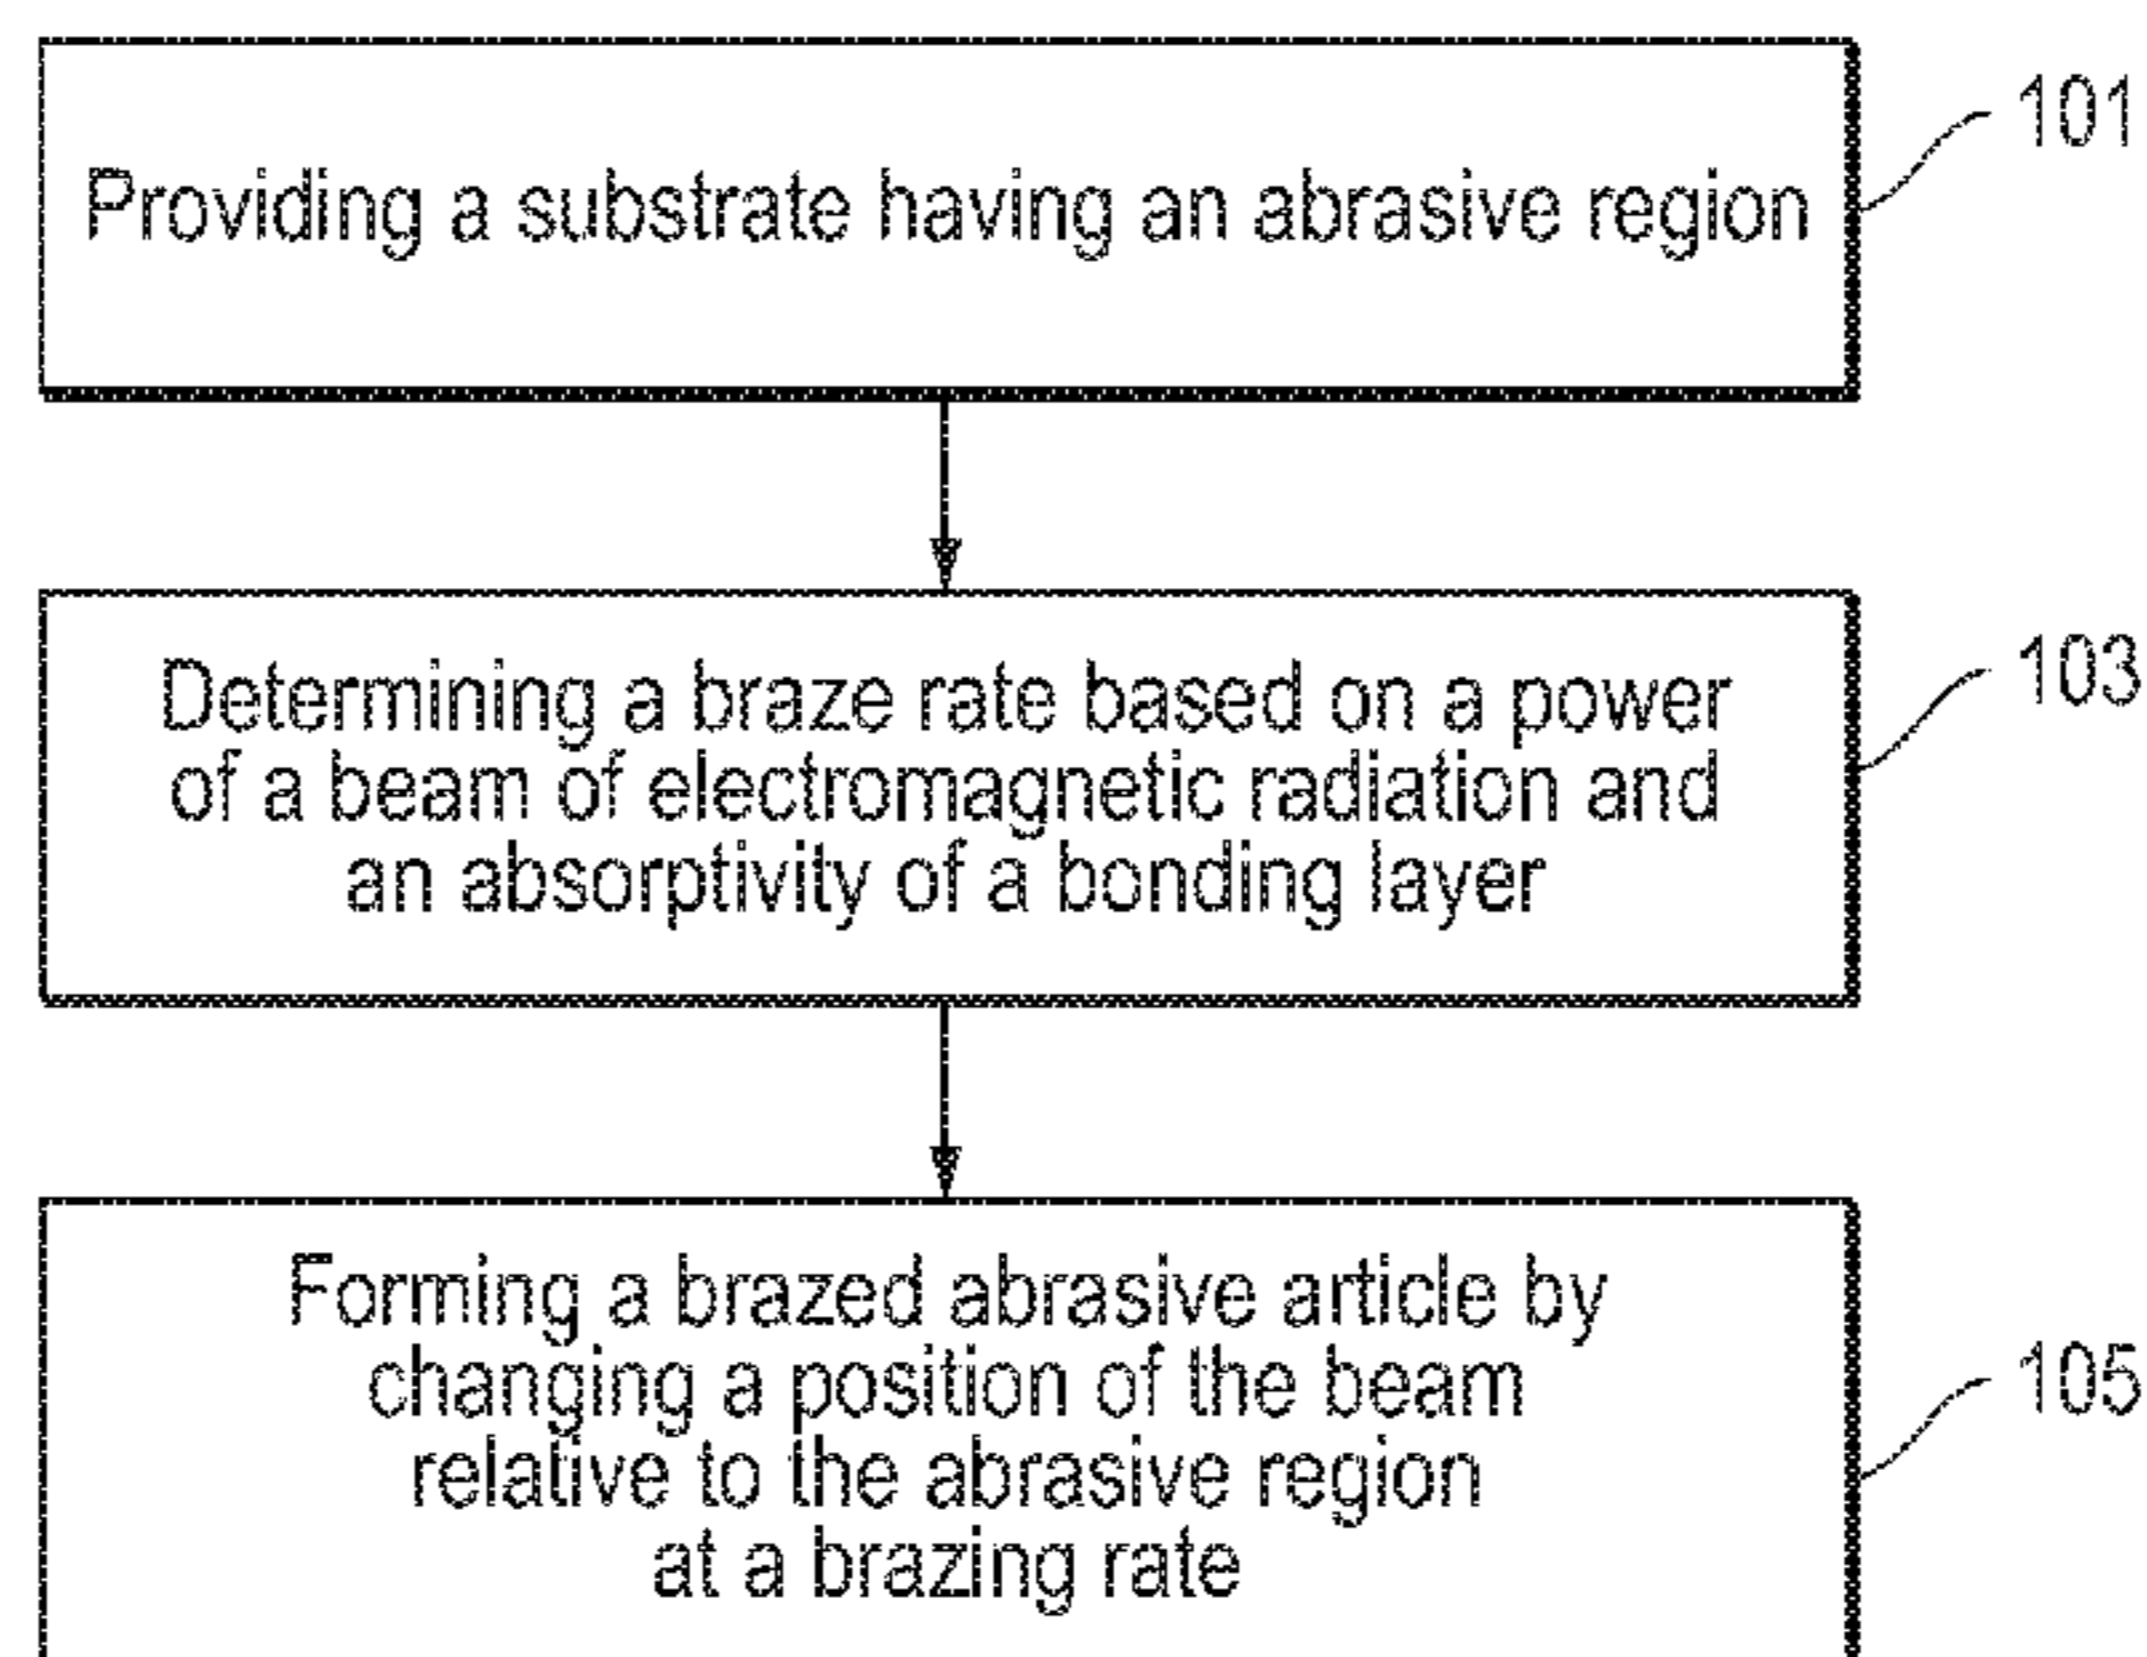 101
Providing a substrate having an abrasive region
103
Determining a braze rate based on a power
of a beam of electromagnetic radiation and
an absorptivity of a bonding layer
Forming a brazed abrasive article by
changing a position of the beam
105
relative to the abrasive region
at a brazing rate